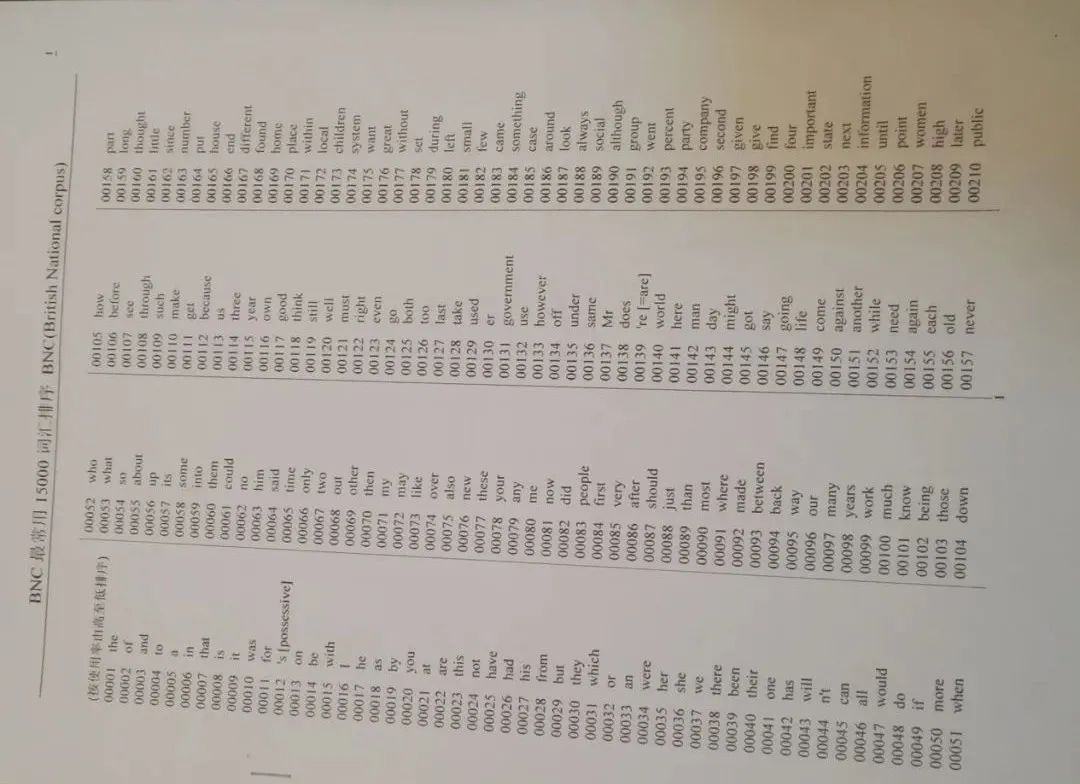 BNC 最常用 15000 词汇排序 BNC(British National corpus)
1
(按使用率由高至低排序)
00001 the
00002 of
00003 and
00004 to
00005 a
00006 in
00007 that
00008 is
00009 it
00010 was
00011 for
00012 's [possessive]
00013 on
00014 be
00015 with
00016 I
00017 he
00018 as
00019 by
00020 you
00021 at
00022 are
00023 this
00024 not
00025 have
00026 had
00027 his
00028 from
00029 but
00030 they
00031 which
00032 or
00033 an
00034 were
00035 her
00036 she
00037 we
00038 there
00039 been
00040 their
00041 one
00042 has
00043 will
00044 n't
00045 can
00046 all
00047 would
00048 do
00049 if
00050 more
00051 when
00052 who
00053 what
00054 so
00055 about
00056 up
00057 its
00058 some
00059 into
00060 them
00061 could
00062 no
00063 him
00064 said
00065 time
00066 only
00067 two
00068 out
00069 other
00070 then
00071 my
00072 may
00073 like
00074 over
00075 also
00076 new
00077 these
00078 your
00079 any
00080 me
00081 now
00082 did
00083 people
00084 first
00085 very
00086 after
00087 should
00088 just
00089 than
00090 most
00091 where
00092 made
00093 between
00094 back
00095 way
00096 our
00097 many
00098 years
00099 work
00100 much
00101 know
00102 being
00103 those
00104 down
00105 how
00106 before
00107 see
00108 through
00109 such
00110 make
00111 get
00112 because
00113 us
00114 three
00115 year
00116 own
00117 good
00118 think
00119 still
00120 well
00121 must
00122 right
00123 even
00124 go
00125 both
00126 too
00127 last
00128 take
00129 used
00130 er
00131 government
00132 use
00133 however
00134 off
00135 under
00136 same
00137 Mr
00138 does
00139 're [=are]
00140 world
00141 here
00142 man
00143 day
00144 might
00145 got
00146 say
00147 going
00148 life
00149 come
00150 against
00151 another
00152 while
00153 need
00154 again
00155 each
00156 old
00157 never
00158 part
00159 long
00160 thought
00161 little
00162 since
00163 number
00164 put
00165 house
00166 end
00167 different
00168 found
00169 home
00170 place
00171 within
00172 local
00173 children
00174 system
00175 want
00176 great
00177 without
00178 set
00179 during
00180 left
00181 small
00182 few
00183 came
00184 something
00185 case
00186 around
00187 look
00188 always
00189 social
00190 although
00191 group
00192 went
00193 percent
00194 party
00195 company
00196 second
00197 given
00198 give
00199 find
00200 four
00201 important
00202 state
00203 next
00204 information
00205 until
00206 point
00207 women
00208 high
00209 later
00210 public
1